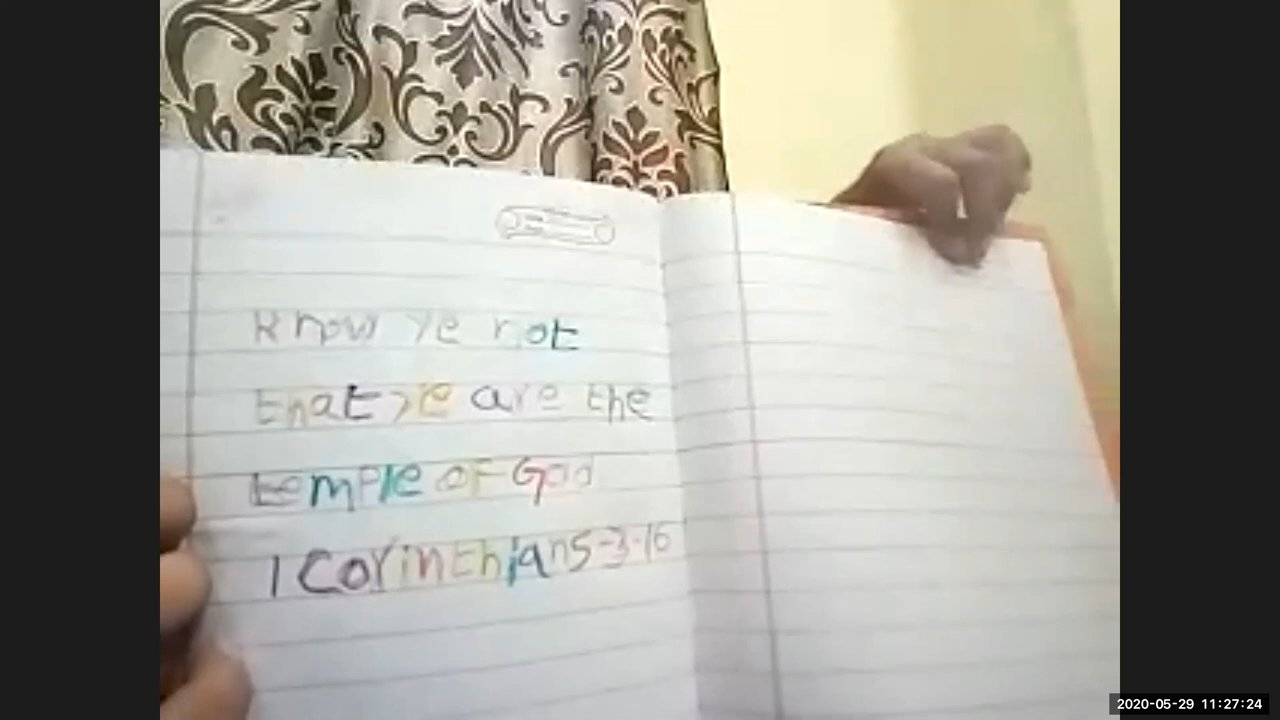 Know ye not
that ye are the
temple of God
1 Corinthians-3-16
2020-05-29 11:27:24